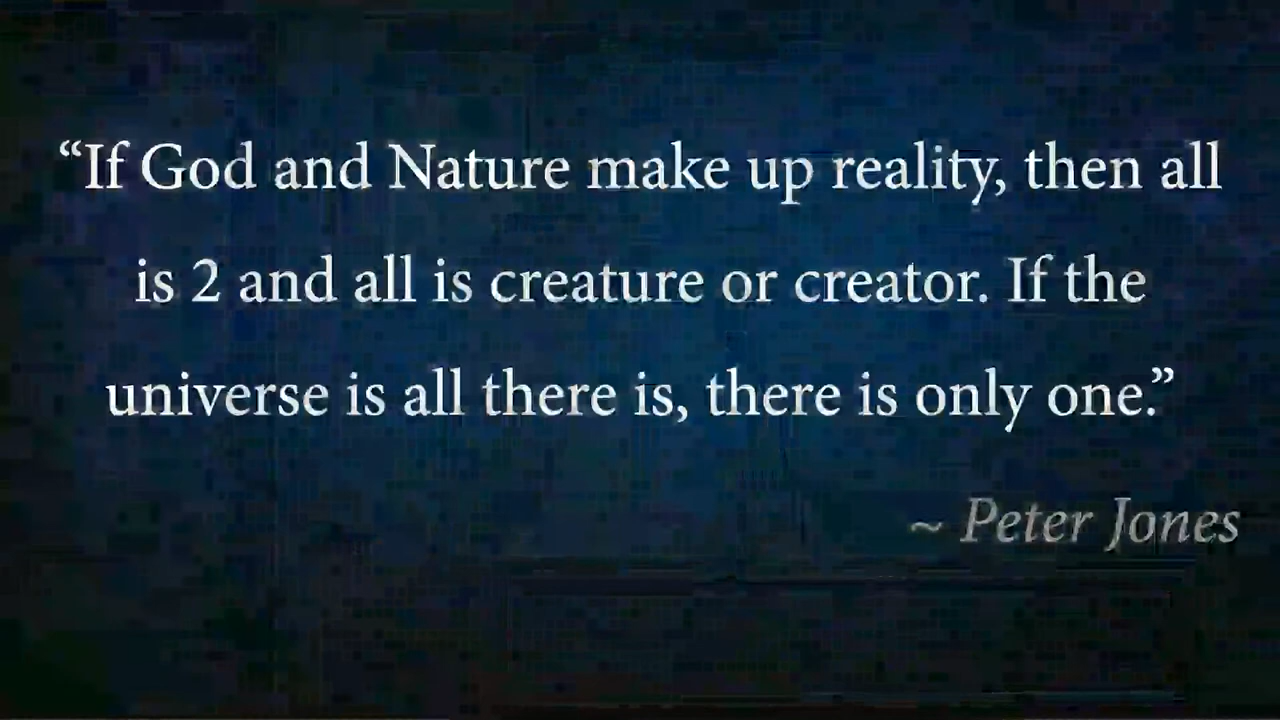 “If God and Nature make up reality, then all
is 2 and all is creature or creator. If the
universe is all there is, there is only one.”
~ Peter Jones